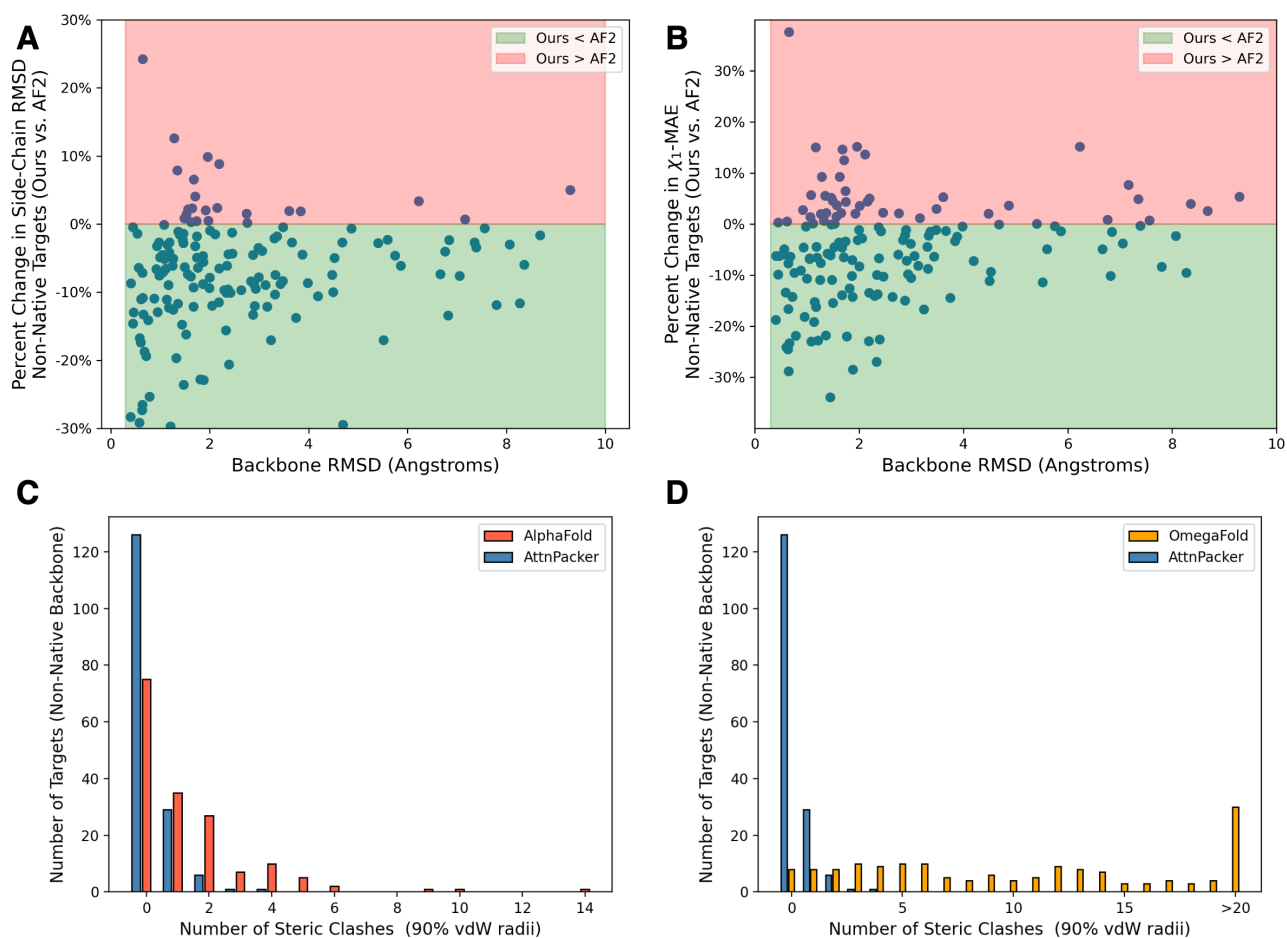 A
Percent Change in Side-Chain RMSD
Non-Native Targets (Ours vs. AF2)
30%
20%
10%
0%
-10%
-20%
-30%
Ours < AF2
Ours > AF2
0 2 4 6 8 10
Backbone RMSD (Angstroms)
B
Percent Change in χ₁-MAE
Non-Native Targets (Ours vs. AF2)
30%
20%
10%
0%
-10%
-20%
-30%
Ours < AF2
Ours > AF2
0 2 4 6 8 10
Backbone RMSD (Angstroms)
C
Number of Targets (Non-Native Backbone)
120
100
80
60
40
20
0
AlphaFold
AttnPacker
0 2 4 6 8 10 12 14
Number of Steric Clashes (90% vdW radii)
D
Number of Targets (Non-Native Backbone)
120
100
80
60
40
20
0
OmegaFold
AttnPacker
0 5 10 15 >20
Number of Steric Clashes (90% vdW radii)